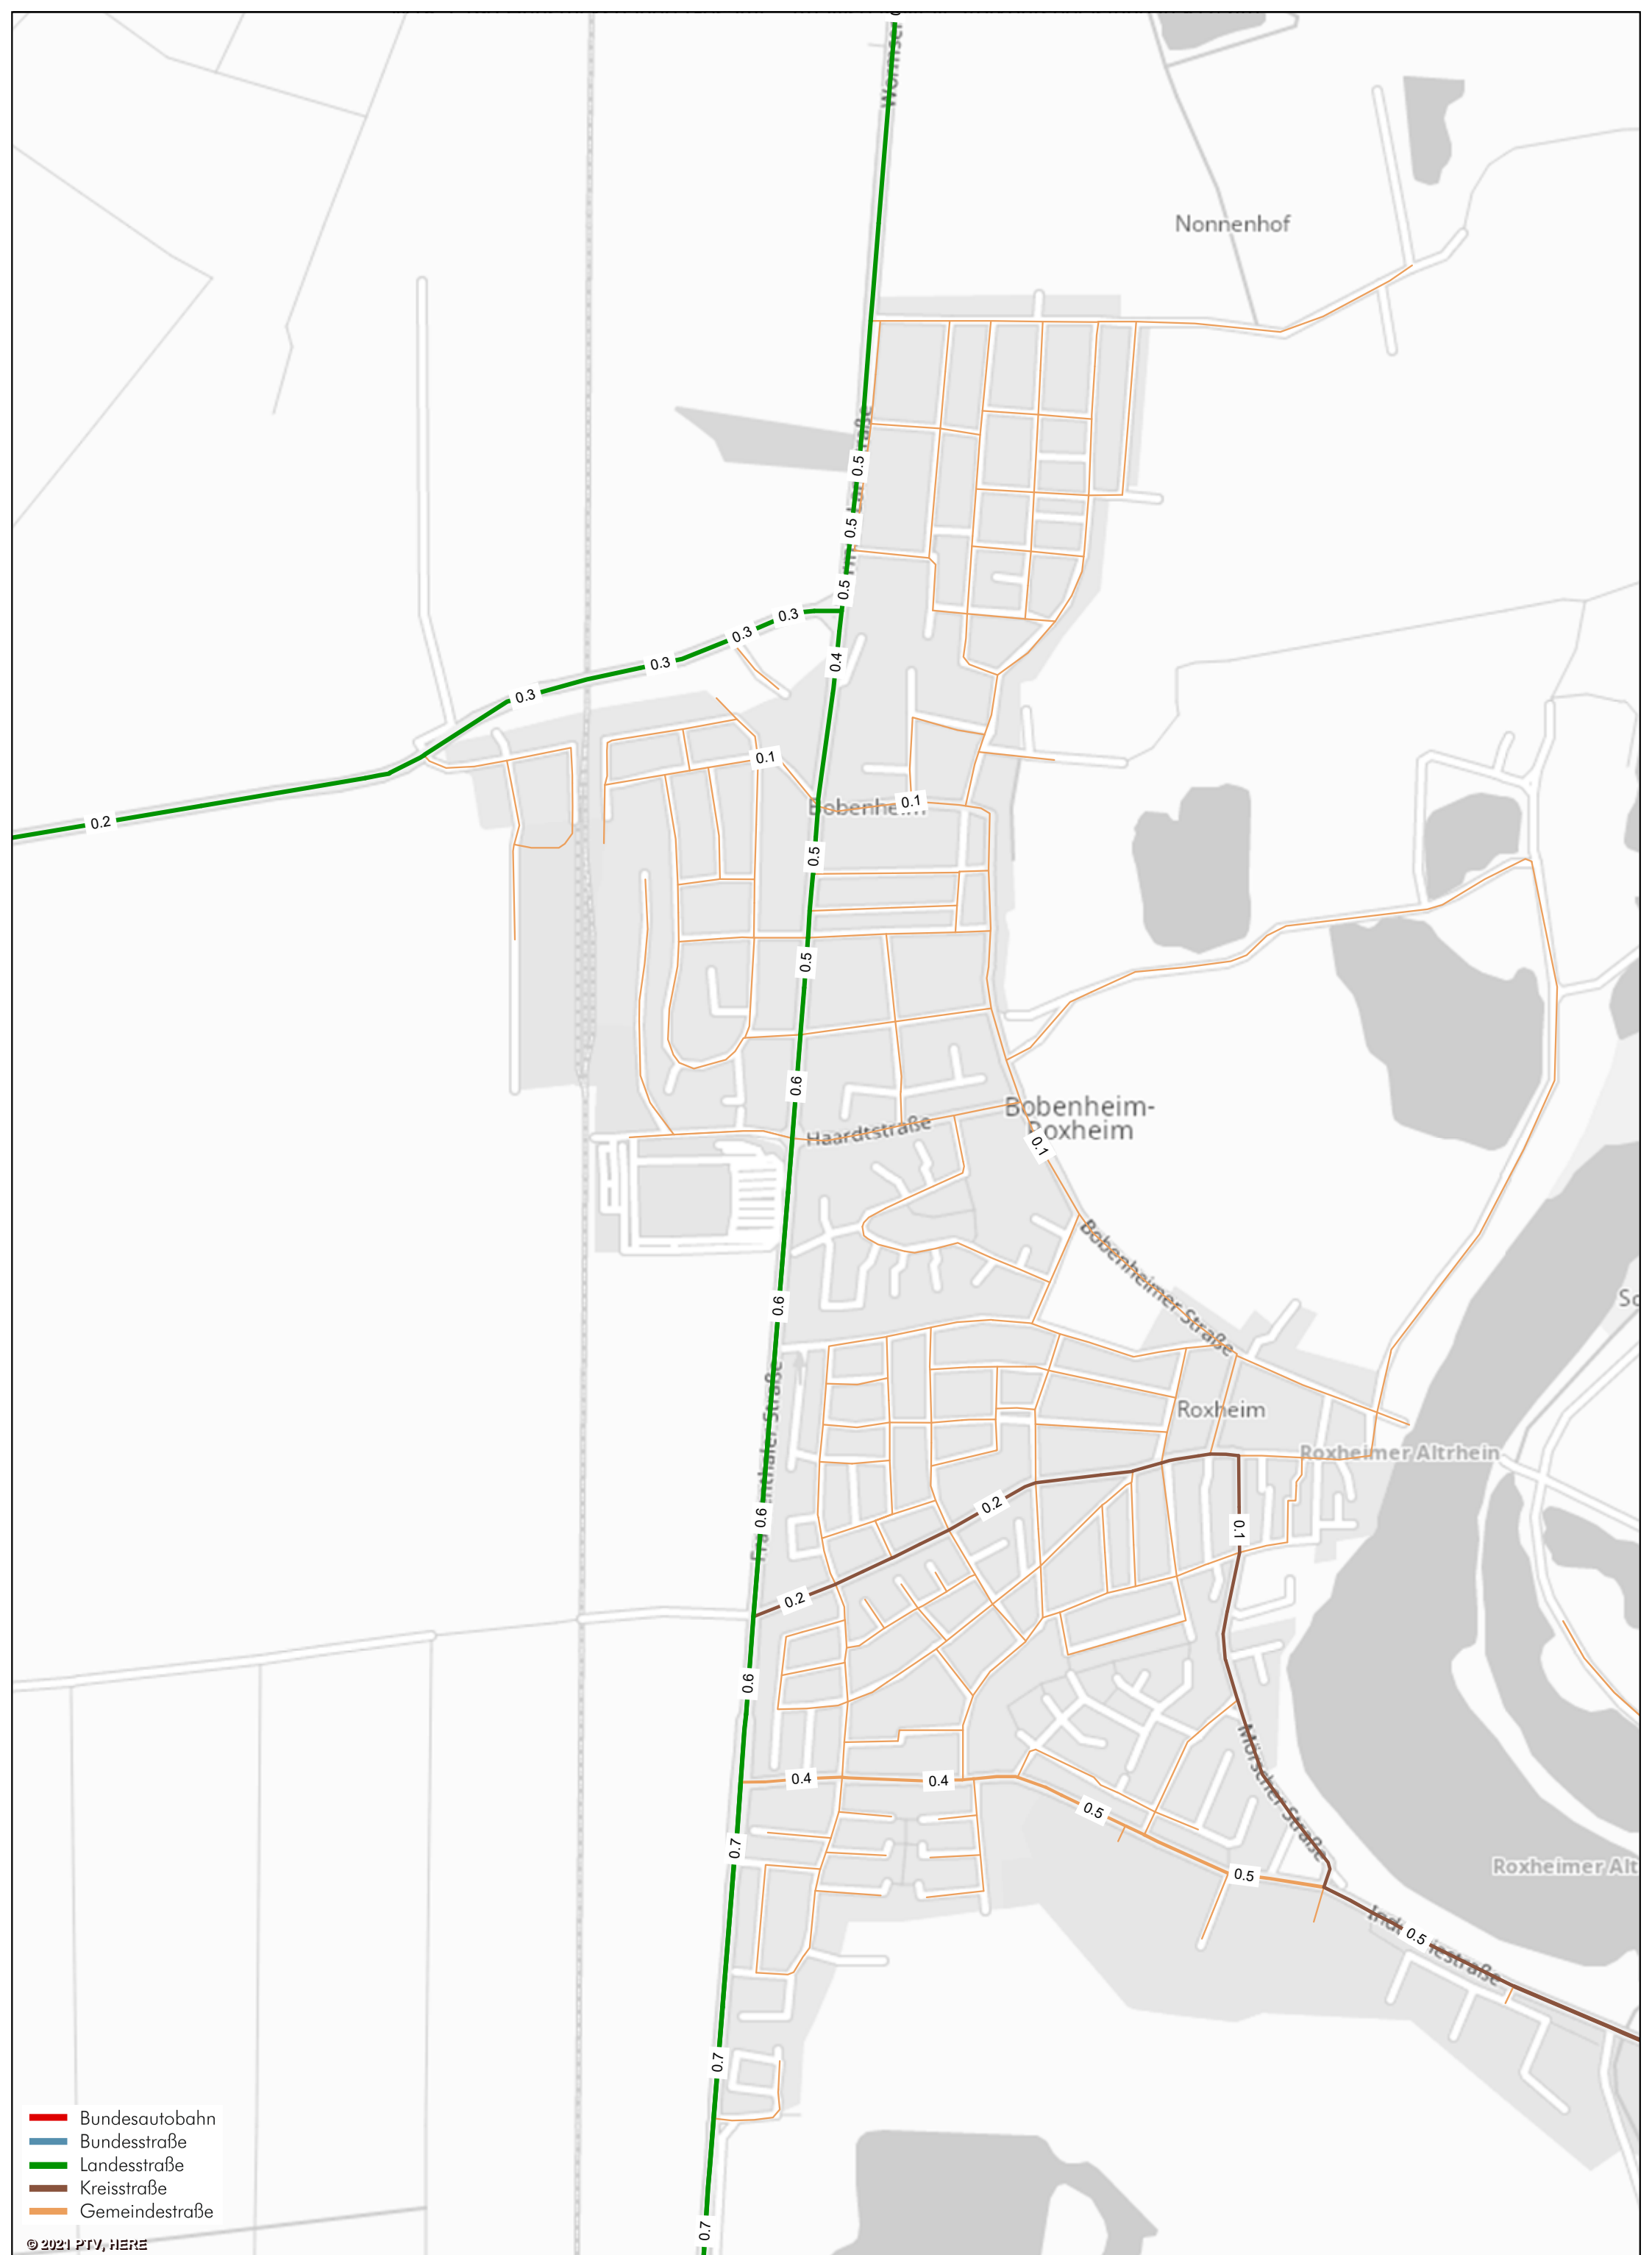 Nonnenhof
0.5
0.5
0.5
0.3
0.3
0.3
0.3
0.4
0.2
0.1
0.1
0.5
0.5
0.6
Haardtstraße
Bobenheim-
Roxheim
0.1
Bobenheimer Straße
0.6
Roxheim
Roxheimer Altrhein
0.6
0.2
0.2
0.1
0.6
Mörscher Straße
0.4
0.4
0.5
0.5
0.7
0.5
0.7
0.7
Bundesautobahn
Bundesstraße
Landesstraße
Kreisstraße
Gemeindestraße
© 2021 PTV, HERE